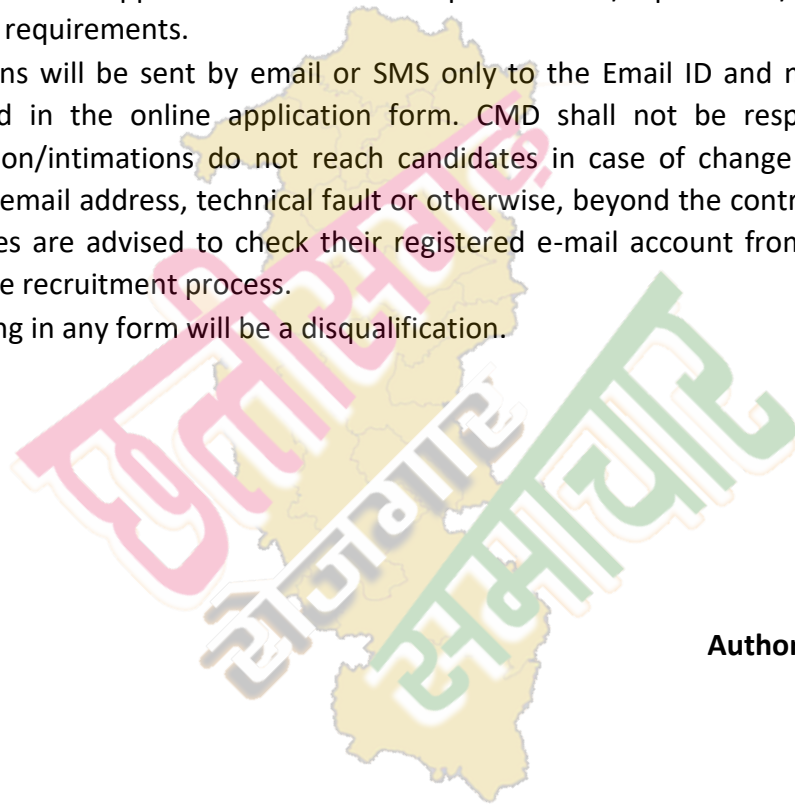 requirements.
ns will be sent by email or SMS only to the Email ID and
d in the online application form. CMD shall not be resp
on/intimations do not reach candidates in case of change
email address, technical fault or otherwise, beyond the contr
es are advised to check their registered e-mail account from
e recruitment process.
ng in any form will be a disqualification.
छत्तीसगढ़
रोजगार
समाचार
Author